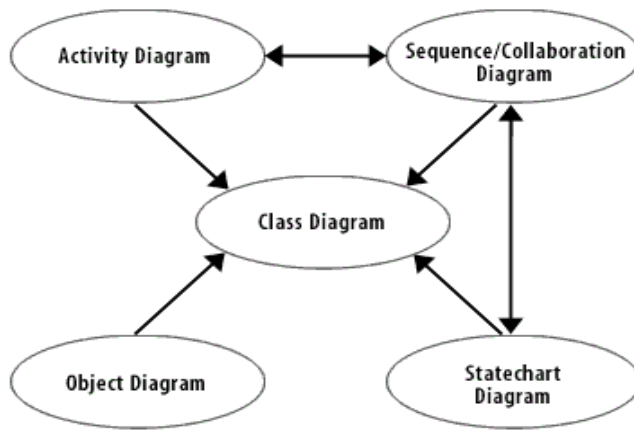 Activity Diagram
Sequence/Collaboration
Diagram
Class Diagram
Object Diagram
Statechart
Diagram